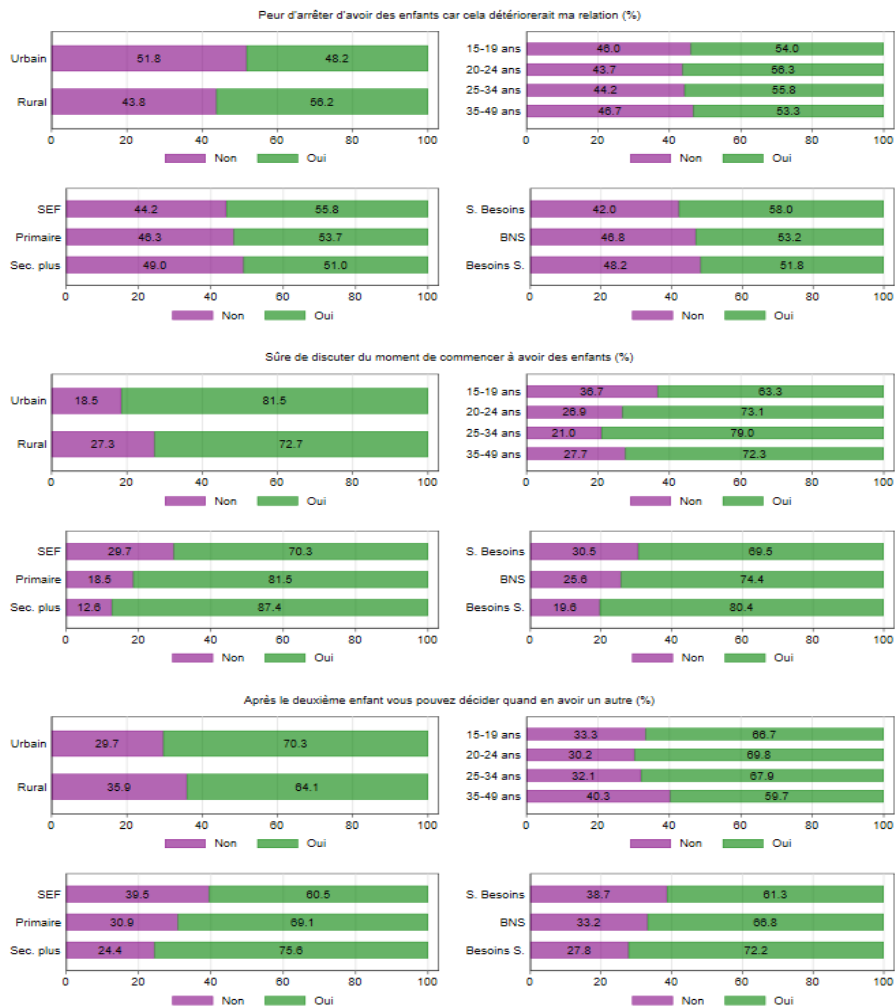 Peur d'arrêter d'avoir des enfants car cela détériorerait ma relation (%)
Urbain 51.8 48.2
Rural 43.8 56.2
0 20 40 60 80 100
Non Oui
15-19 ans 46.0 54.0
20-24 ans 43.7 56.3
25-34 ans 44.2 55.8
35-49 ans 46.7 53.3
0 20 40 60 80 100
Non Oui
SEF 44.2 55.8
Primaire 46.3 53.7
Sec. plus 49.0 51.0
0 20 40 60 80 100
Non Oui
S. Besoins 42.0 58.0
BNS 46.8 53.2
Besoins S. 48.2 51.8
0 20 40 60 80 100
Non Oui
Sûre de discuter du moment de commencer à avoir des enfants (%)
Urbain 18.5 81.5
Rural 27.3 72.7
0 20 40 60 80 100
Non Oui
15-19 ans 36.7 63.3
20-24 ans 26.9 73.1
25-34 ans 21.0 79.0
35-49 ans 27.7 72.3
0 20 40 60 80 100
Non Oui
SEF 29.7 70.3
Primaire 18.5 81.5
Sec. plus 12.6 87.4
0 20 40 60 80 100
Non Oui
S. Besoins 30.5 69.5
BNS 25.6 74.4
Besoins S. 19.6 80.4
0 20 40 60 80 100
Non Oui
Après le deuxième enfant vous pouvez décider quand en avoir un autre (%)
Urbain 29.7 70.3
Rural 35.9 64.1
0 20 40 60 80 100
Non Oui
15-19 ans 33.3 66.7
20-24 ans 30.2 69.8
25-34 ans 32.1 67.9
35-49 ans 40.3 59.7
0 20 40 60 80 100
Non Oui
SEF 39.5 60.5
Primaire 30.9 69.1
Sec. plus 24.4 75.6
0 20 40 60 80 100
Non Oui
S. Besoins 38.7 61.3
BNS 33.2 66.8
Besoins S. 27.8 72.2
0 20 40 60 80 100
Non Oui